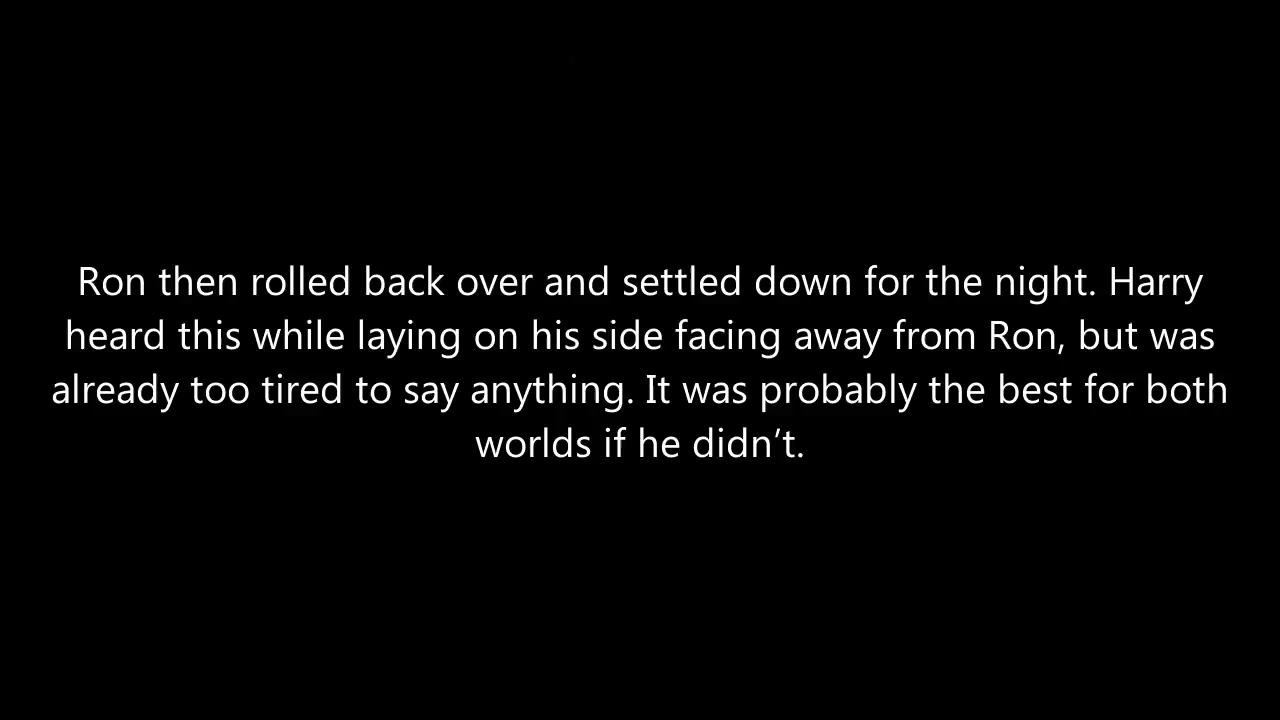 Ron then rolled back over and settled down for the night. Harry
heard this while laying on his side facing away from Ron, but was
already too tired to say anything. It was probably the best for both
worlds if he didn’t.